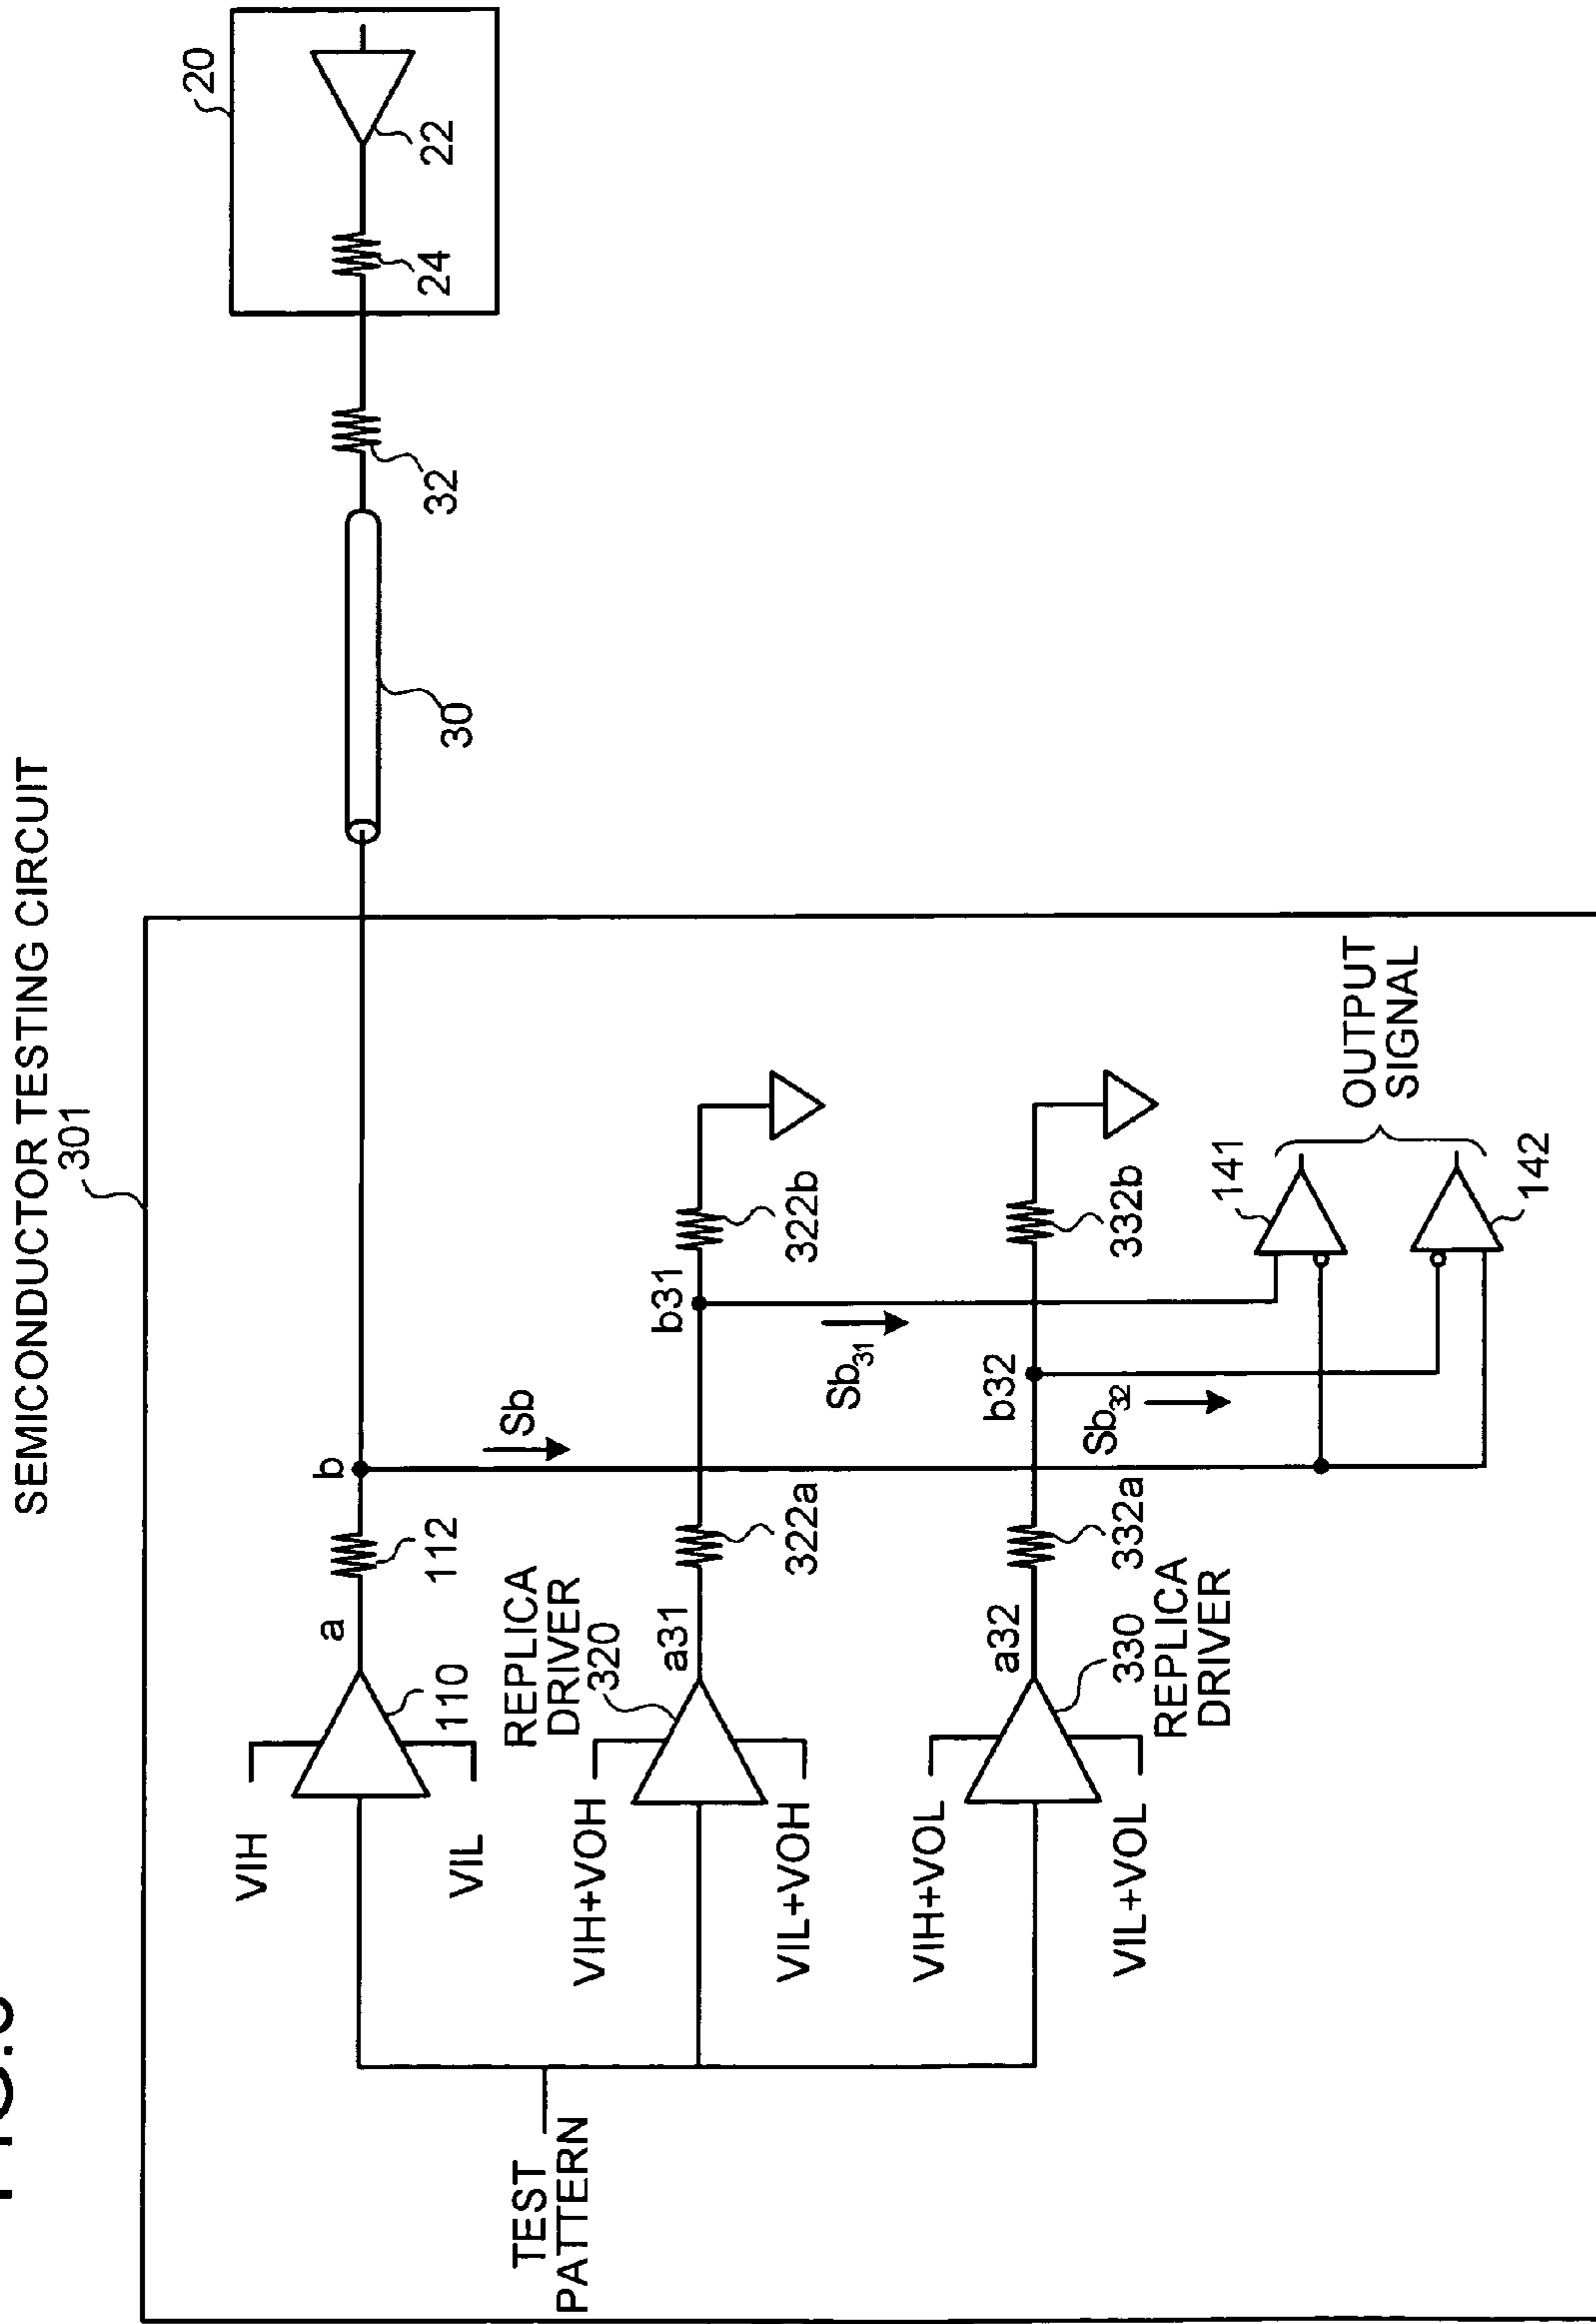 SEMICONDUCTOR TESTING CIRCUIT
301
20
22
24
32
30
VIH
VIL
110
a
112
b
Sb
REPLICA
DRIVER
320
VIH+VOH
VIL+VOH
a31
322a
b31
322b
Sb31
TEST
PATTERN
VIH+VOL
VIL+VOL
a32
330
REPLICA
DRIVER
332a
b32
332b
Sb32
141
142
OUTPUT
SIGNAL